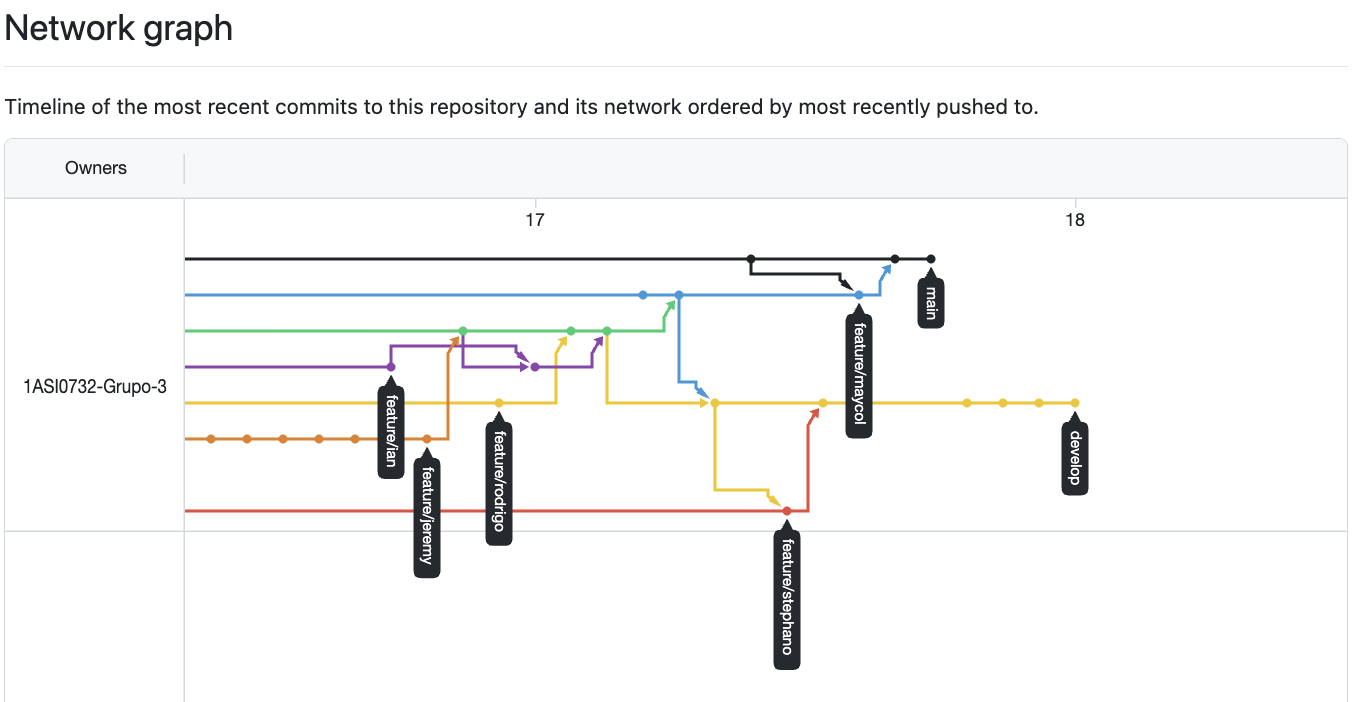 Network graph
Timeline of the most recent commits to this repository and its network ordered by most recently pushed to.
Owners
17
18
1ASI0732-Grupo-3
main
feature/maycol
feature/ian
feature/rodrigo
develop
feature/jeremy
feature/stephano